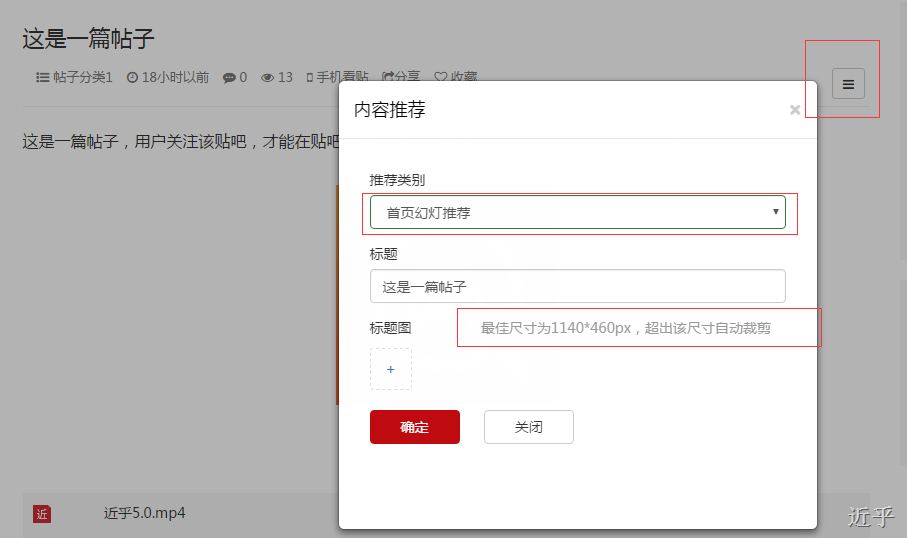 这是一篇帖子
帖子分类1 18小时以前 0 13 手机看贴 分享 收藏
内容推荐
×
这是一篇帖子，用户关注该贴吧，才能在贴吧
推荐类别
首页幻灯推荐
标题
这是一篇帖子
标题图 最佳尺寸为1140*460px，超出该尺寸自动裁剪
+
确定 关闭
近 近乎5.0.mp4
近乎